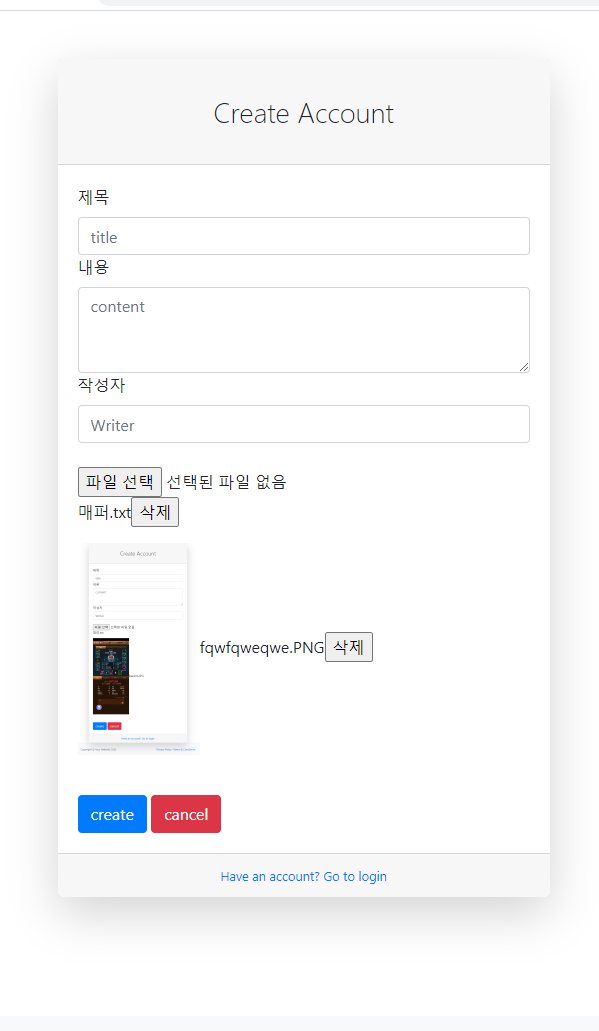 Create Account
제목
title
내용
content
작성자
Writer
파일 선택 선택된 파일 없음
매퍼.txt 삭제
Create Account
fqwfqweqwe.PNG 삭제
create cancel
Have an account? Go to login